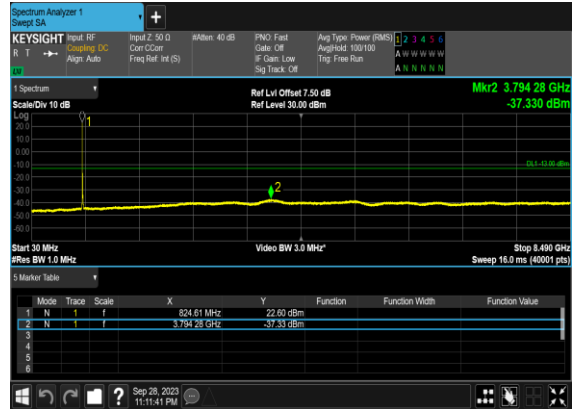 Spectrum Analyzer 1
Swept SA
+
KEYSIGHT
R T
Input: RF
Coupling: DC
Align: Auto
Input Z: 50 Ω
Corr CCorr
Freq Ref: Int (S)
#Atten: 40 dB
PNO: Fast
Gate: Off
IF Gain: Low
Sig Track: Off
Avg Type: Power (RMS)
Avg|Hold: 100/100
Trig: Free Run
1 2 3 4 5 6
A W W W W W
A N N N N N
1 Spectrum
Scale/Div 10 dB
Ref Lvl Offset 7.50 dB
Ref Level 30.00 dBm
Mkr2 3.794 28 GHz
-37.330 dBm
Log
20.0
10.0
0.00
-10.0
-20.0
-30.0
-40.0
-50.0
-60.0
1
2
DL1 -13.00 dBm
Start 30 MHz
#Res BW 1.0 MHz
Video BW 3.0 MHz*
Stop 8.490 GHz
Sweep 16.0 ms (40001 pts)
5 Marker Table
Mode Trace Scale X Y Function Function Width Function Value
1 N 1 f 824.61 MHz 22.60 dBm
2 N 1 f 3.794 28 GHz -37.33 dBm
3
4
5
6
?
Sep 28, 2023
11:11:41 PM